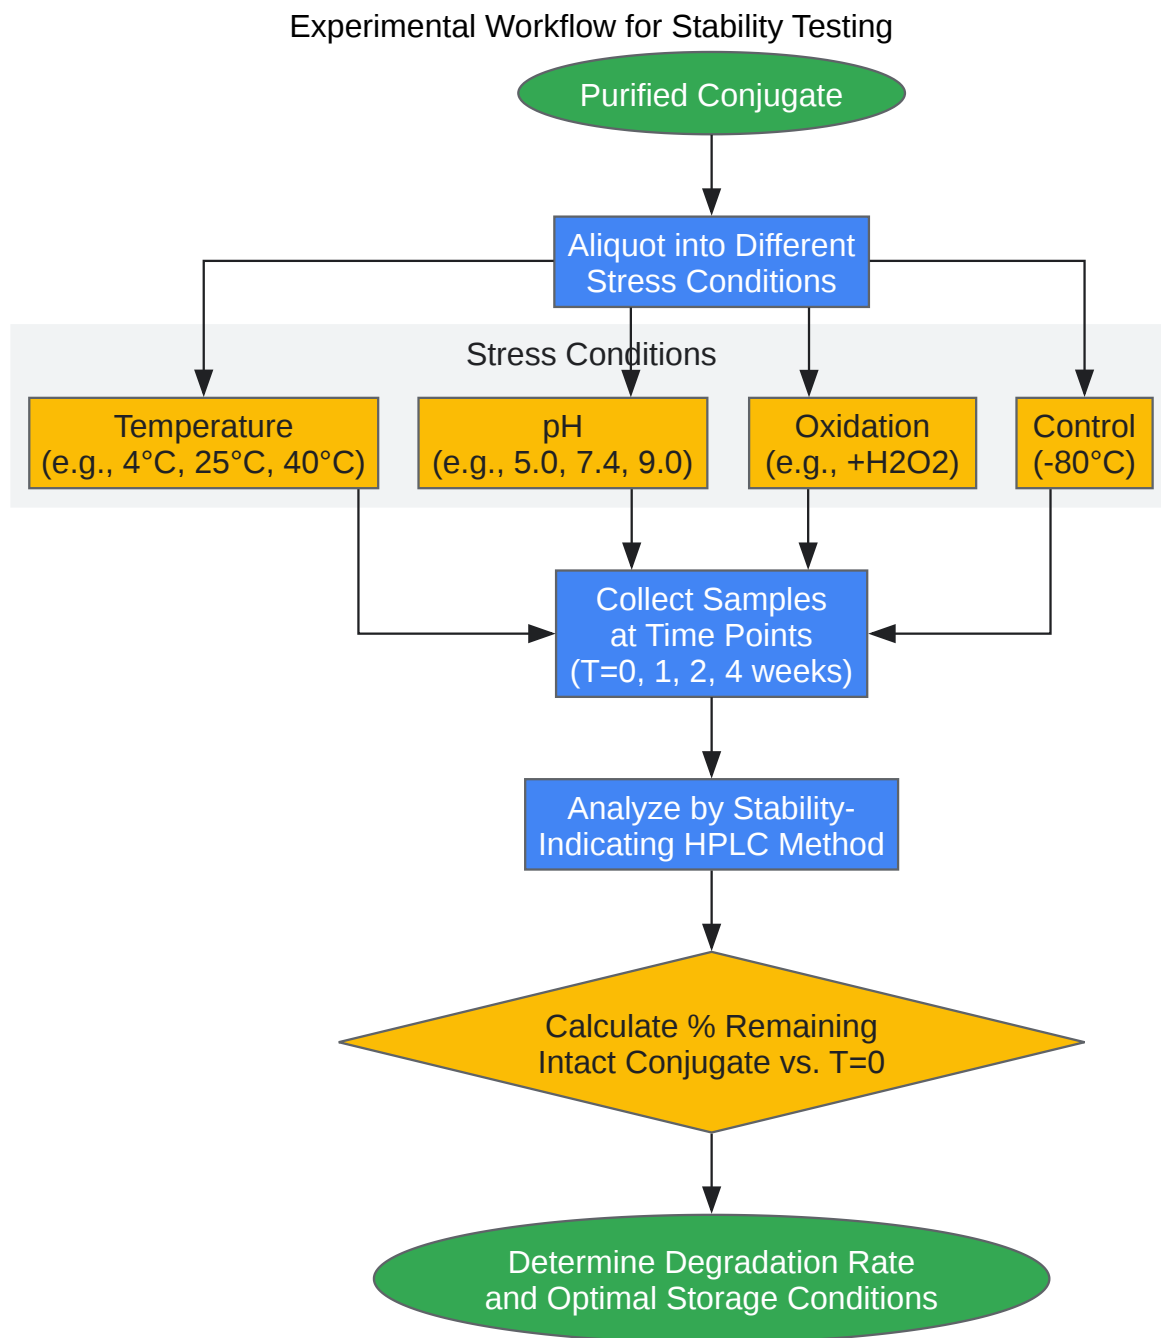 Experimental Workflow for Stability Testing
Purified Conjugate
Aliquot into Different
Stress Conditions
Stress Conditions
Temperature
(e.g., 4°C, 25°C, 40°C)
pH
(e.g., 5.0, 7.4, 9.0)
Oxidation
(e.g., +H2O2)
Control
(-80°C)
Collect Samples
at Time Points
(T=0, 1, 2, 4 weeks)
Analyze by Stability-
Indicating HPLC Method
Calculate % Remaining
Intact Conjugate vs. T=0
Determine Degradation Rate
and Optimal Storage Conditions